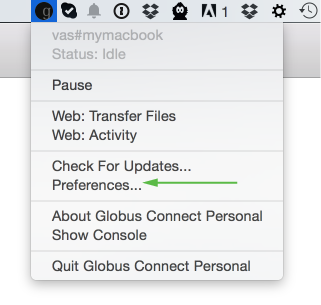 g 1
vas#mymacbook
Status: Idle
Pause
Web: Transfer Files
Web: Activity
Check For Updates...
Preferences...
About Globus Connect Personal
Show Console
Quit Globus Connect Personal